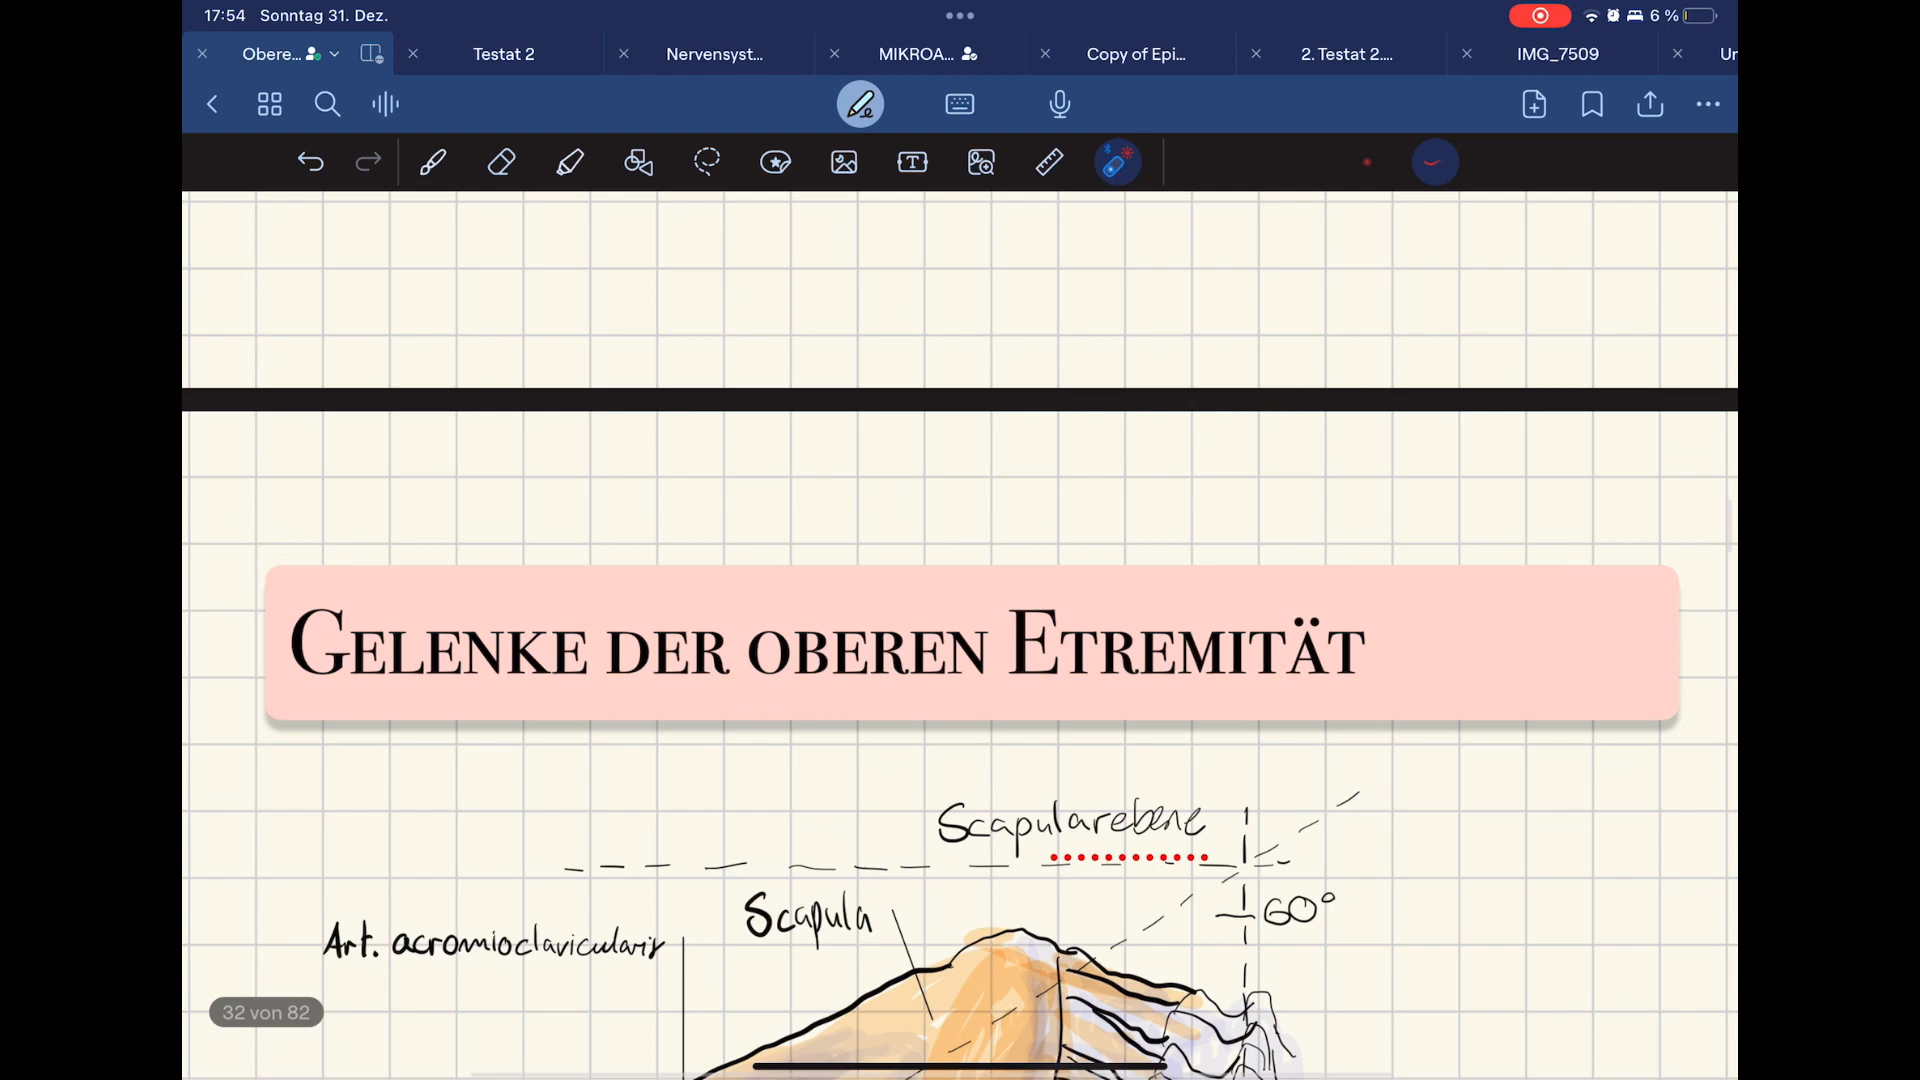 17:54 Sonntag 31. Dez.
6 %
Obere...
Testat 2
Nervensyst...
MIKROA...
Copy of Epi...
2. Testat 2....
IMG_7509
Ur
GELENKE DER OBEREN ETREMITÄT
Scapularebene
Scapula
60°
Art. acromioclavicularis
32 von 82